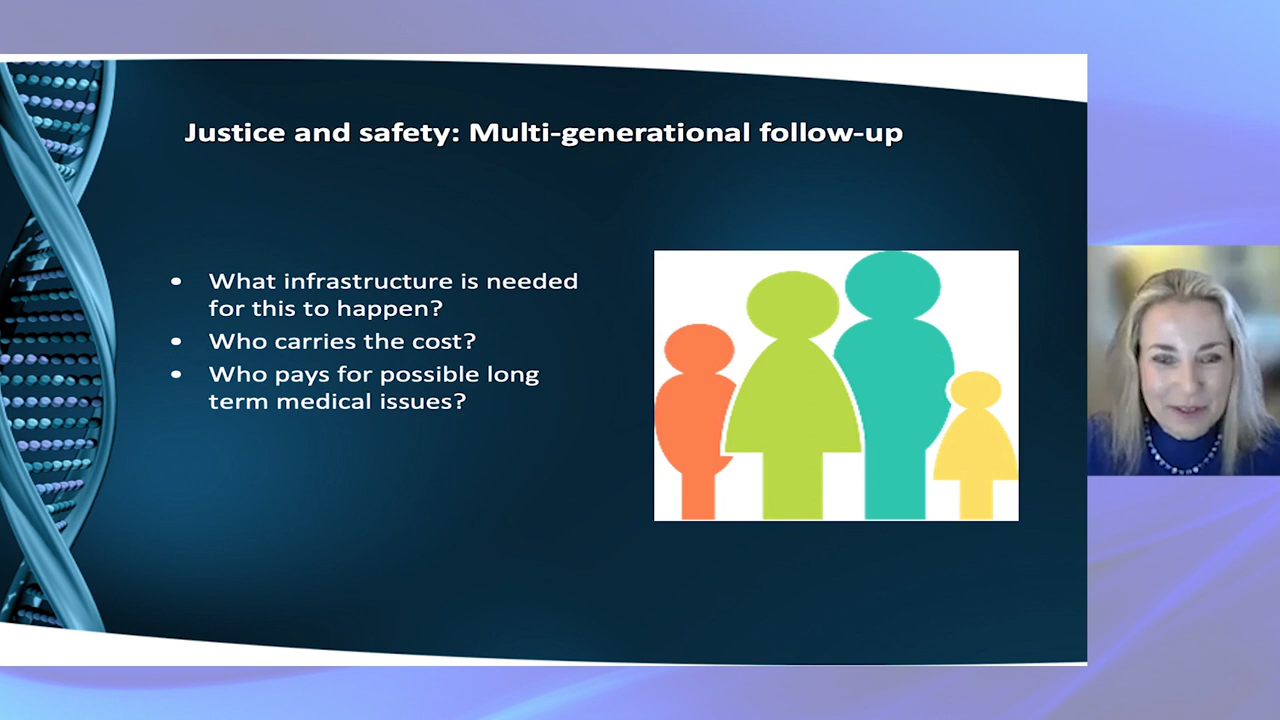 Justice and safety: Multi-generational follow-up
• What infrastructure is needed
for this to happen?
• Who carries the cost?
• Who pays for possible long
term medical issues?